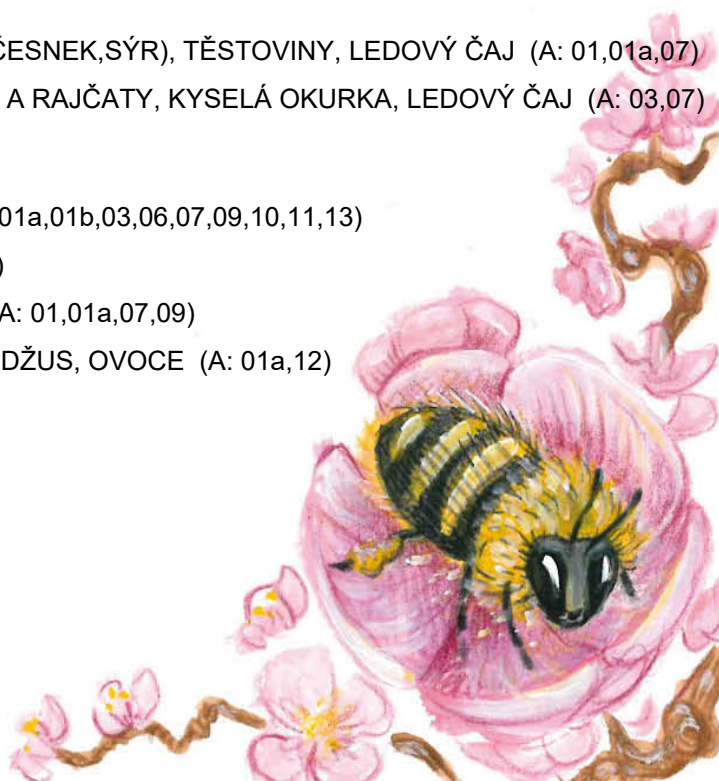 ČESNEK,SÝR), TĚSTOVINY, LEDOVÝ ČAJ (A: 01,01a,07)
A RAJČATY, KYSELÁ OKURKA, LEDOVÝ ČAJ (A: 03,07)
01a,01b,03,06,07,09,10,11,13)
)
A: 01,01a,07,09)
DŽUS, OVOCE (A: 01a,12)